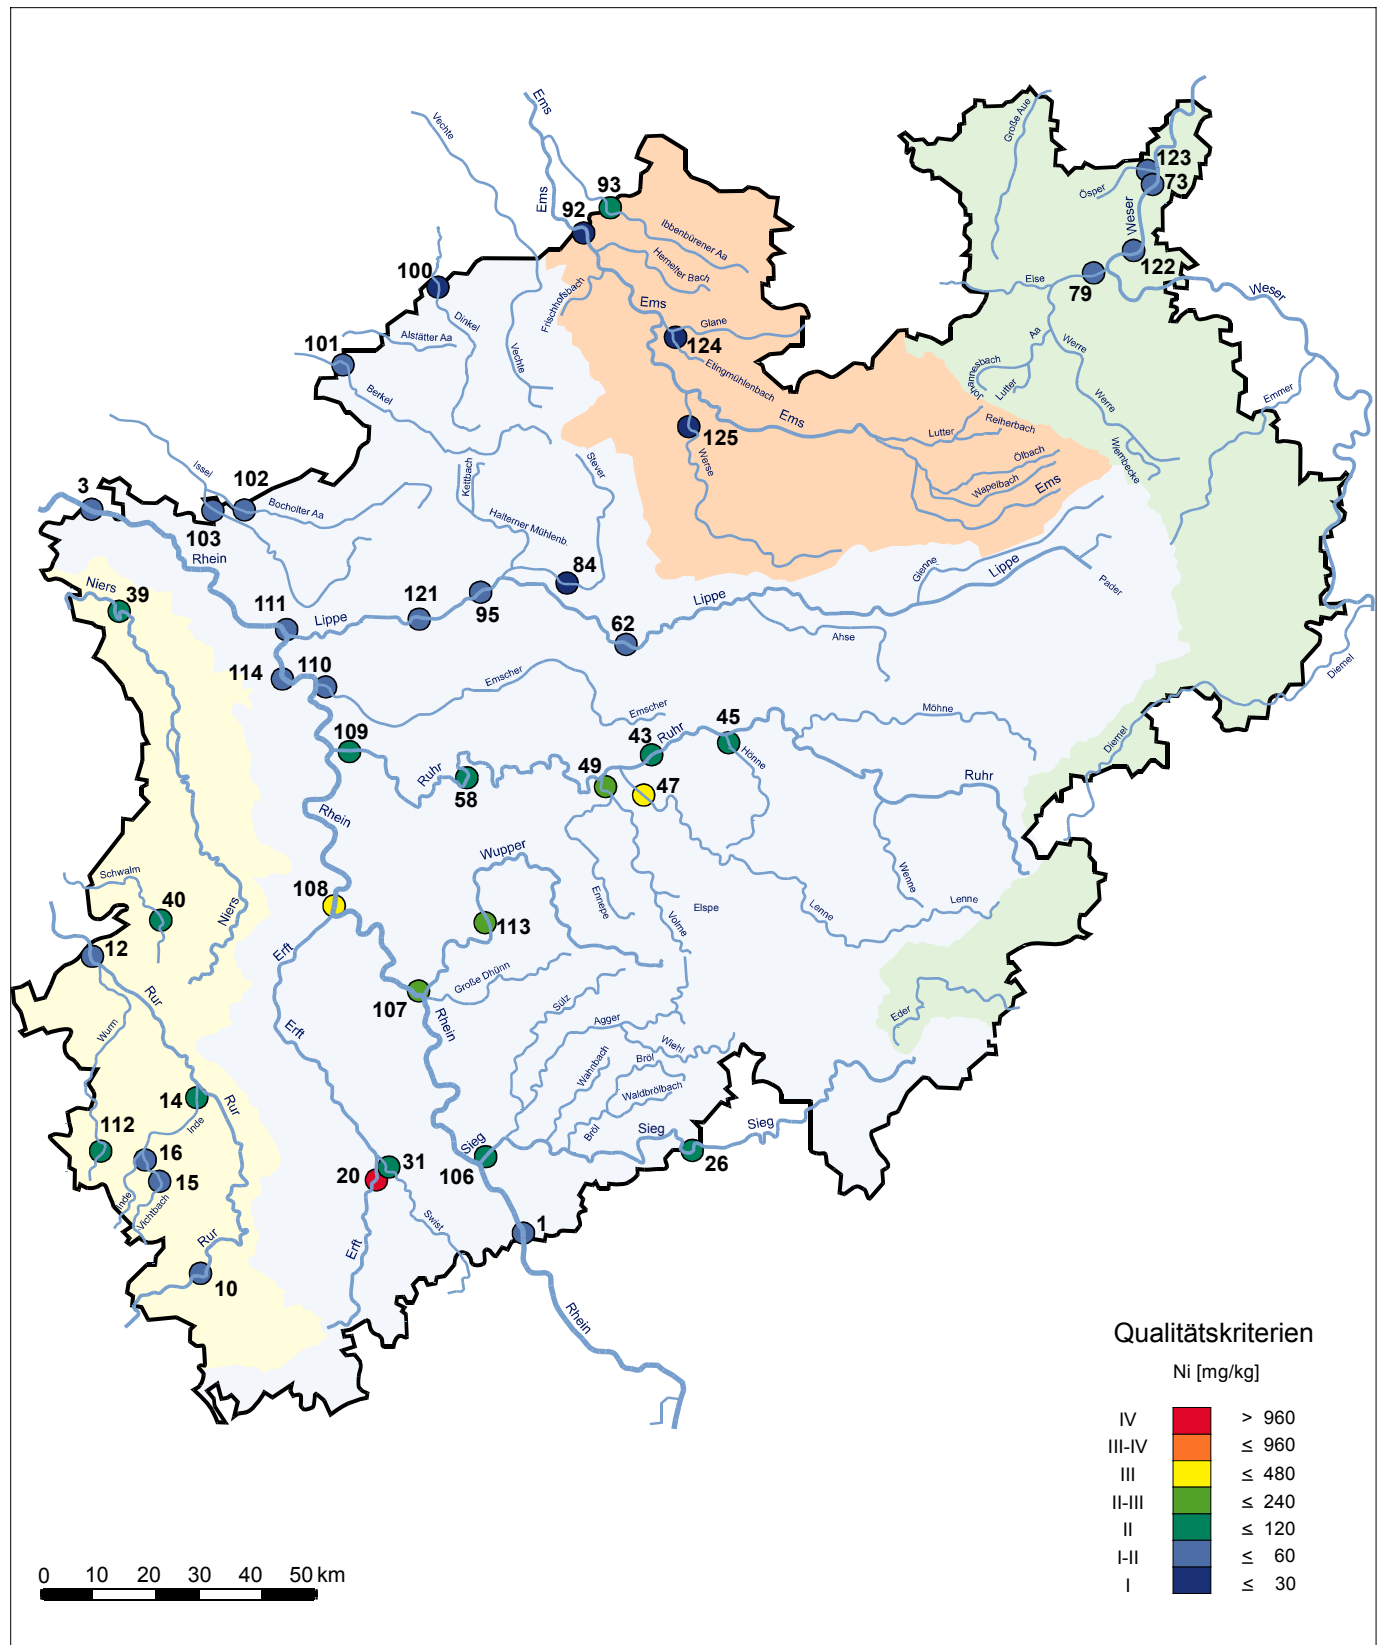 Ems
Vechte
Große Aue
123
73
Ösper
93
Ems
92
Weser
Ibbenbürener Aa
122
Hemelter Bach
100
Else
79
Weser
Frischhofsbach
Ems
Dinkel
Glane
Alstätter Aa
124
Aa
Werre
101
Vechte
Eltingmühlenbach
Johannesbach
Lutter
Berkel
Werre
Emmer
Ems
Reiherbach
Lutter
125
Werse
Wiembecke
Ölbach
Stever
Kettbach
Issel
Wapelbach
Ems
3
102
Bocholter Aa
Halterner Mühlenb.
103
Rhein
Glenne
Lippe
Pader
84
Niers
39
Lippe
111
Lippe
121
95
62
Ahse
114
110
Emscher
Diemel
Emscher
Möhne
109
43
Ruhr
45
Hönne
Diemel
Ruhr
58
49
47
Ruhr
Rhein
Wupper
Schwalm
Wenne
108
Ennepe
Elspe
Lenne
Lenne
40
Niers
113
Volme
12
Erft
Große Dhünn
Rur
107
Sülz
Eder
Wurm
Erft
Rhein
Agger
Wiehl
Wahnbach
Bröl
Waldbrölbach
14
Rur
Inde
Bröl
Sieg
Sieg
112
Sieg
16
31
106
26
20
15
Inde
Vichtbach
Swist
1
Rur
Erft
10
Rhein
Qualitätskriterien
Ni [mg/kg]
IV > 960
III-IV ≤ 960
III ≤ 480
II-III ≤ 240
II ≤ 120
I-II ≤ 60
I ≤ 30
0 10 20 30 40 50 km